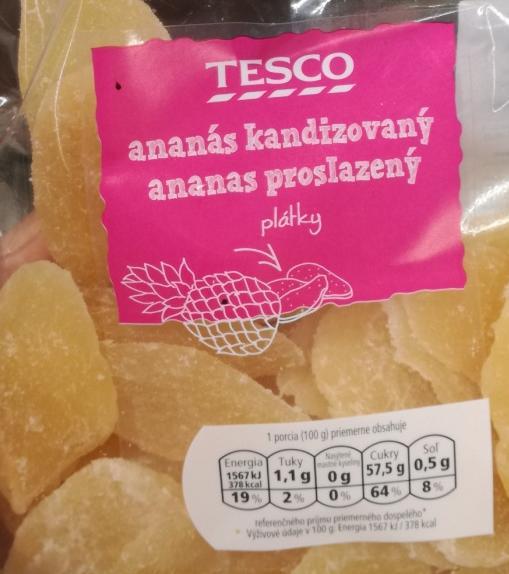 TESCO
ananás kandizovaný
ananas proslazený
plátky
1 porcia (100 g) priemerne obsahuje
Energia
1567 kJ
378 kcal
19%
Tuky
1,1 g
2%
Nasýtené
mastné kyseliny
0 g
0%
Cukry
57,5 g
64%
Soľ
0,5 g
8%
referenčného príjmu priemerného dospelého*
* Výživové údaje v 100 g: Energia 1567 kJ / 378 kcal